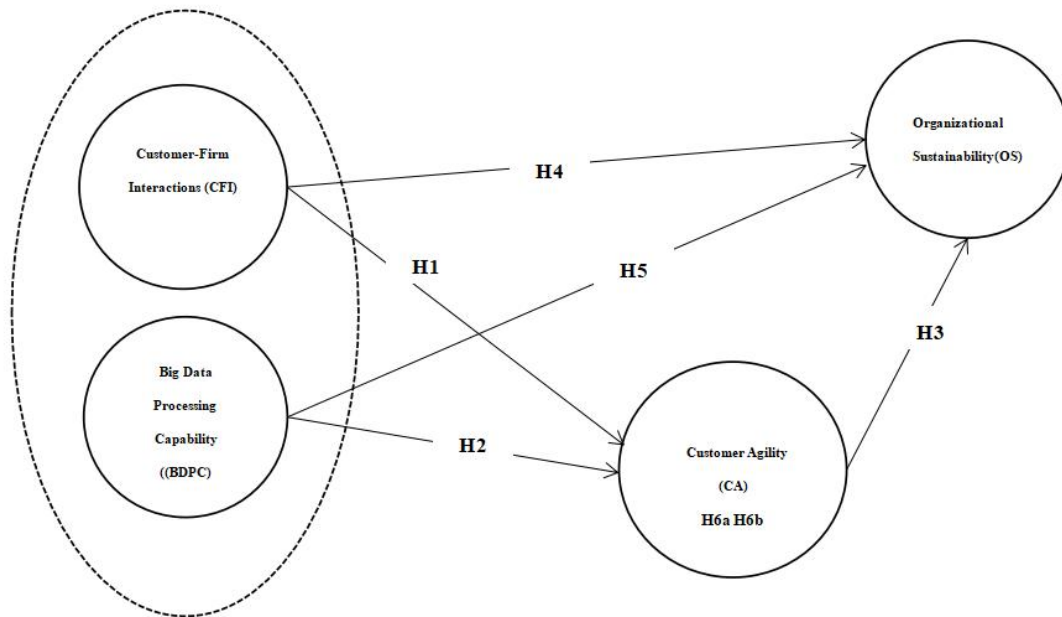 Customer-Firm
Interactions (CFI)
Organizational
Sustainability(OS)
H4
H1
H5
H3
Big Data
Processing
Capability
((BDPC)
H2
Customer Agility
(CA)
H6a H6b